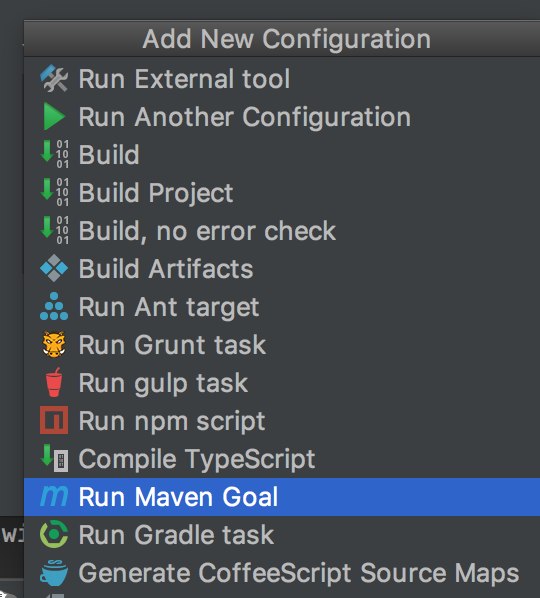 Add New Configuration
Run External tool
Run Another Configuration
Build
Build Project
Build, no error check
Build Artifacts
Run Ant target
Run Grunt task
Run gulp task
Run npm script
Compile TypeScript
Run Maven Goal
Run Gradle task
Generate CoffeeScript Source Maps